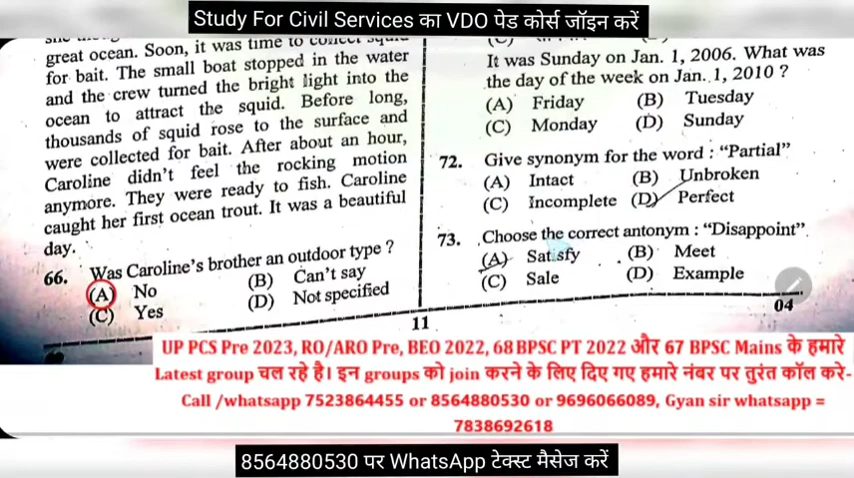 Study For Civil Services का VDO पेड कोर्स जॉइन करें
great ocean. Soon, it was time to collect squid
for bait. The small boat stopped in the water
and the crew turned the bright light into the
ocean to attract the squid. Before long,
thousands of squid rose to the surface and
were collected for bait. After about an hour,
Caroline didn't feel the rocking motion
anymore. They were ready to fish. Caroline
caught her first ocean trout. It was a beautiful
day.
66. Was Caroline's brother an outdoor type ?
(A) No (B) Can't say
(C) Yes (D) Not specified
It was Sunday on Jan. 1, 2006. What was
the day of the week on Jan. 1, 2010 ?
(A) Friday (B) Tuesday
(C) Monday (D) Sunday
72. Give synonym for the word : “Partial”
(A) Intact (B) Unbroken
(C) Incomplete (D) Perfect
73. Choose the correct antonym : “Disappoint”.
(A) Satisfy (B) Meet
(C) Sale (D) Example
11
04
UP PCS Pre 2023, RO/ARO Pre, BEO 2022, 68 BPSC PT 2022 और 67 BPSC Mains के हमारे
Latest group चल रहे है। इन groups को join करने के लिए दिए गए हमारे नंबर पर तुरंत कॉल करे-
Call /whatsapp 7523864455 or 8564880530 or 9696066089, Gyan sir whatsapp =
7838692618
8564880530 पर WhatsApp टेक्स्ट मैसेज करें